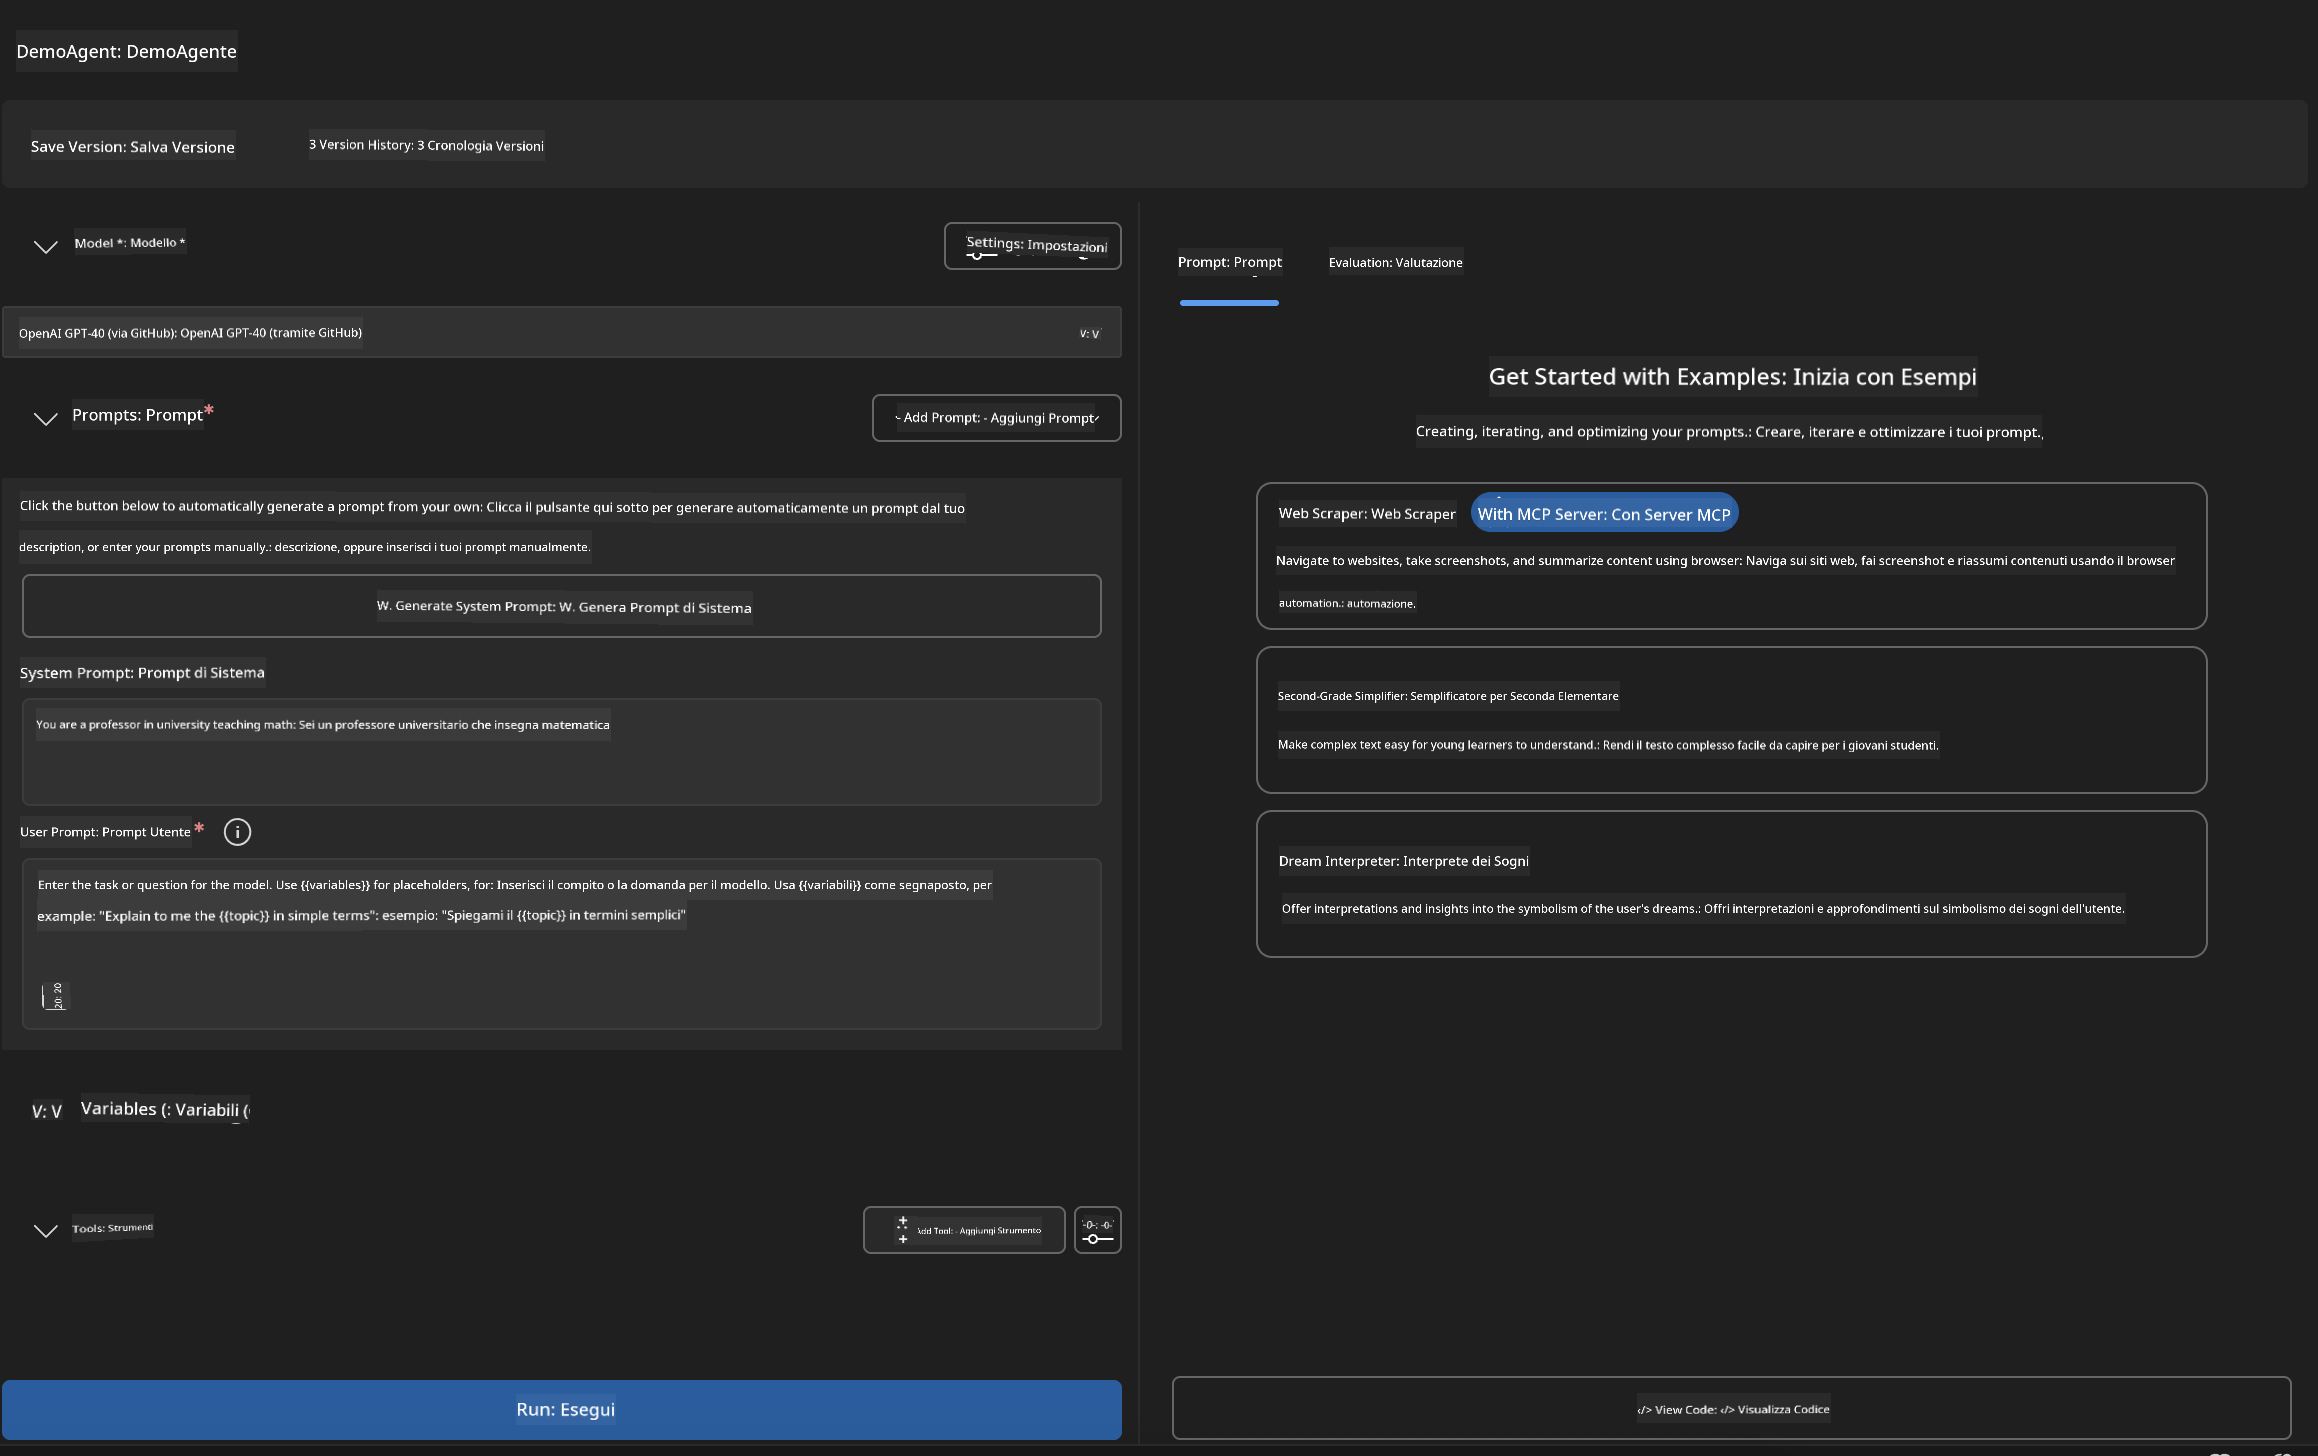 DemoAgent: DemoAgente
Save Version: Salva Versione
3 Version History: 3 Cronologia Versioni
Model *: Modello *
Settings: Impostazioni
OpenAI GPT-40 (via GitHub): OpenAI GPT-40 (tramite GitHub)
V: V
Prompts: Prompt*
- Add Prompt: - Aggiungi Prompt
Click the button below to automatically generate a prompt from your own: Clicca il pulsante qui sotto per generare automaticamente un prompt dal tuo
description, or enter your prompts manually.: descrizione, oppure inserisci i tuoi prompt manualmente.
W. Generate System Prompt: W. Genera Prompt di Sistema
System Prompt: Prompt di Sistema
You are a professor in university teaching math: Sei un professore universitario che insegna matematica
User Prompt: Prompt Utente *
Enter the task or question for the model. Use {{variables}} for placeholders, for: Inserisci il compito o la domanda per il modello. Usa {{variabili}} come segnaposto, per
example: "Explain to me the {{topic}} in simple terms": esempio: "Spiegami il {{topic}} in termini semplici"
20: 20
V: V Variables (: Variabili (
Tools: Strumenti
Add Tool: - Aggiungi Strumento
-0-: -0-
Run: Esegui
Prompt: Prompt
Evaluation: Valutazione
Get Started with Examples: Inizia con Esempi
Creating, iterating, and optimizing your prompts.: Creare, iterare e ottimizzare i tuoi prompt.
Web Scraper: Web Scraper
With MCP Server: Con Server MCP
Navigate to websites, take screenshots, and summarize content using browser: Naviga sui siti web, fai screenshot e riassumi contenuti usando il browser
automation.: automazione.
Second-Grade Simplifier: Semplificatore per Seconda Elementare
Make complex text easy for young learners to understand.: Rendi il testo complesso facile da capire per i giovani studenti.
Dream Interpreter: Interprete dei Sogni
Offer interpretations and insights into the symbolism of the user's dreams.: Offri interpretazioni e approfondimenti sul simbolismo dei sogni dell'utente.
</> View Code: </> Visualizza Codice